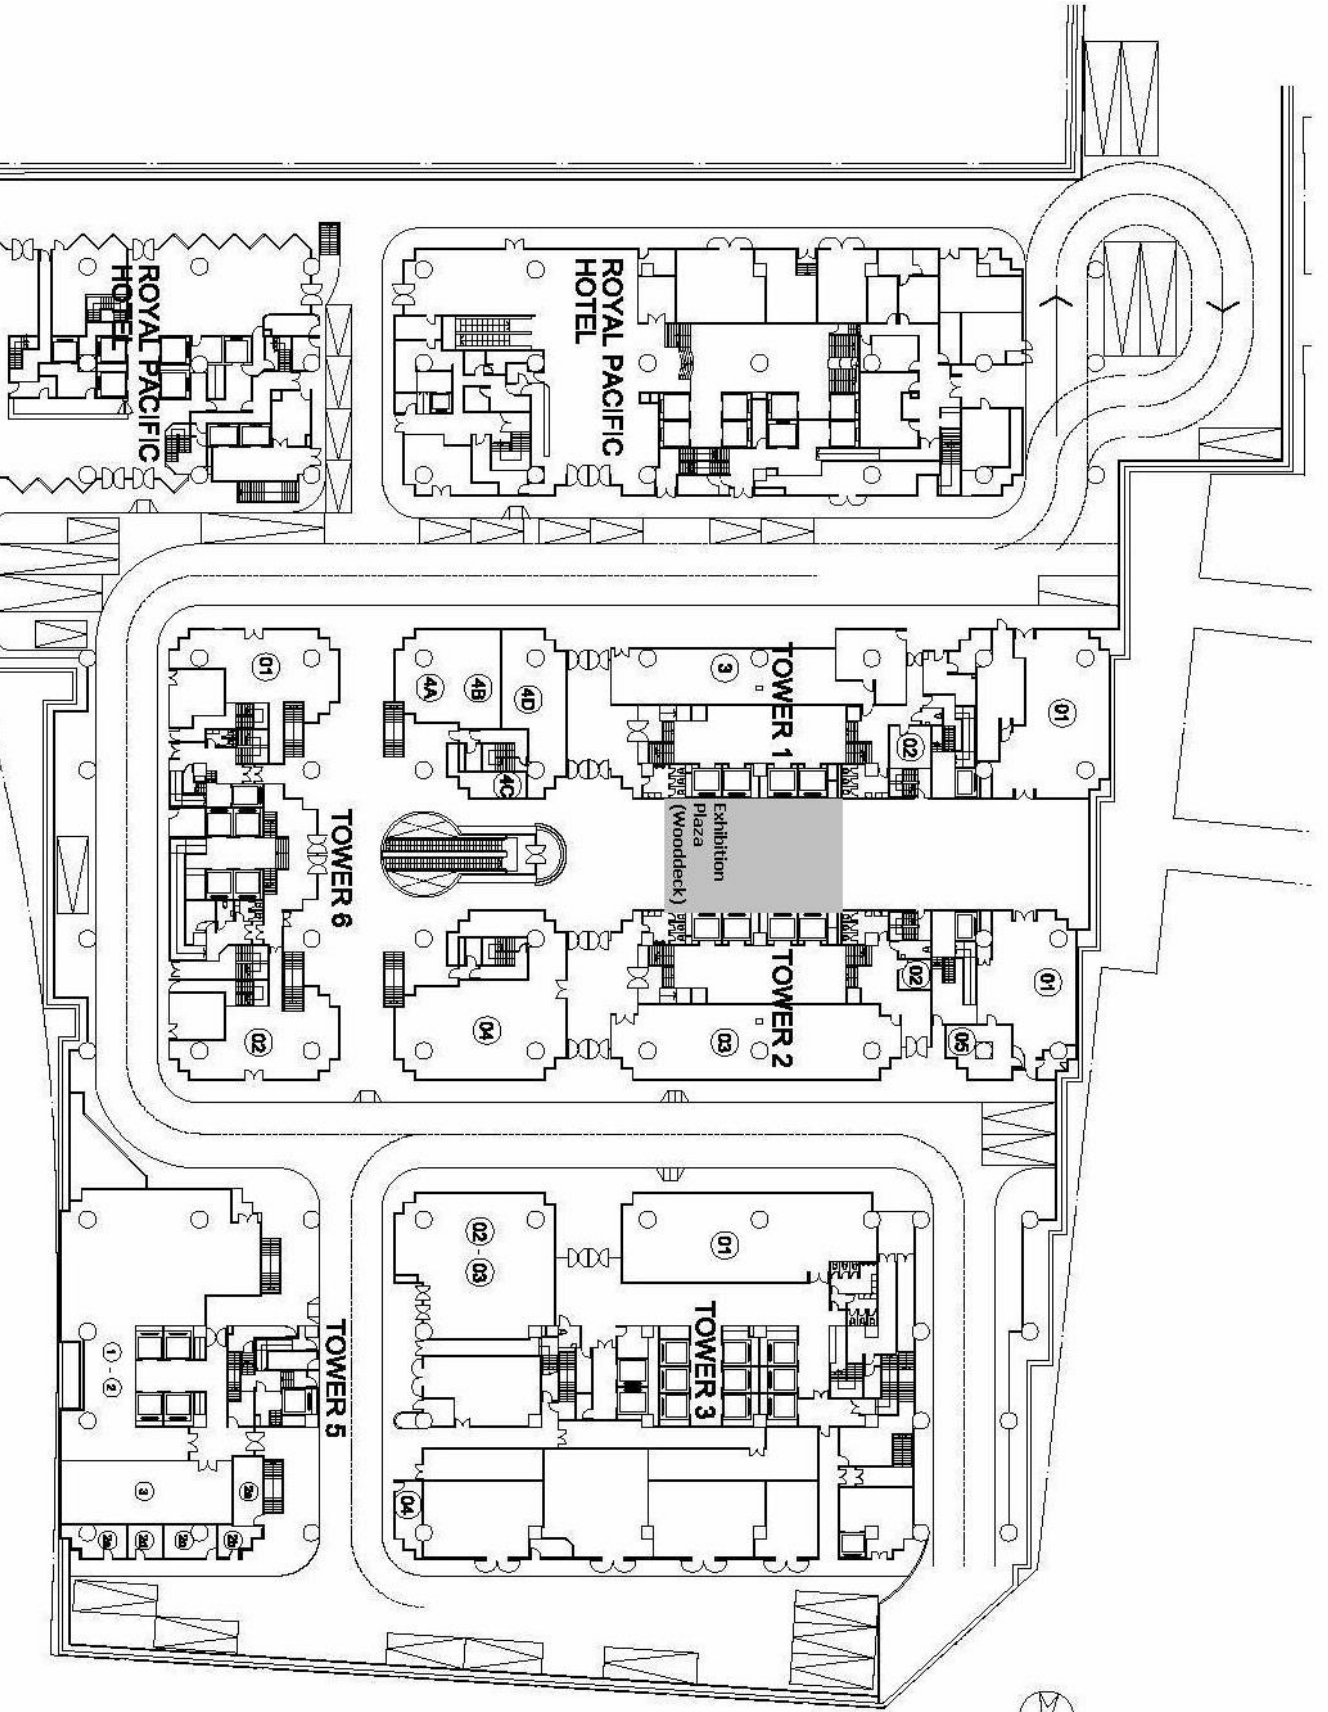 ROYAL PACIFIC
HOTEL
ROYAL PACIFIC
HOTEL
01
4A
4B
4D
4C
3
TOWER 1
02
01
TOWER 6
Exhibition
Plaza
(Wooddeck)
02
04
03
TOWER 2
02
05
01
02 - 03
01
TOWER 3
04
TOWER 5
1 - 2
3